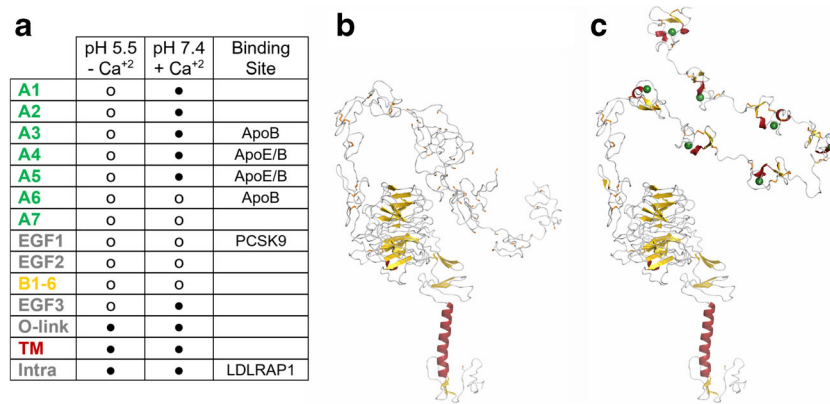 a b c
pH 5.5 pH 7.4 Binding
- Ca+2 + Ca+2 Site
A1 o ●
A2 o ●
A3 o ● ApoB
A4 o ● ApoE/B
A5 o ● ApoE/B
A6 o o ApoB
A7 o o
EGF1 o o PCSK9
EGF2 o o
B1-6 o o
EGF3 o ●
O-link ● ●
TM ● ●
Intra ● ● LDLRAP1